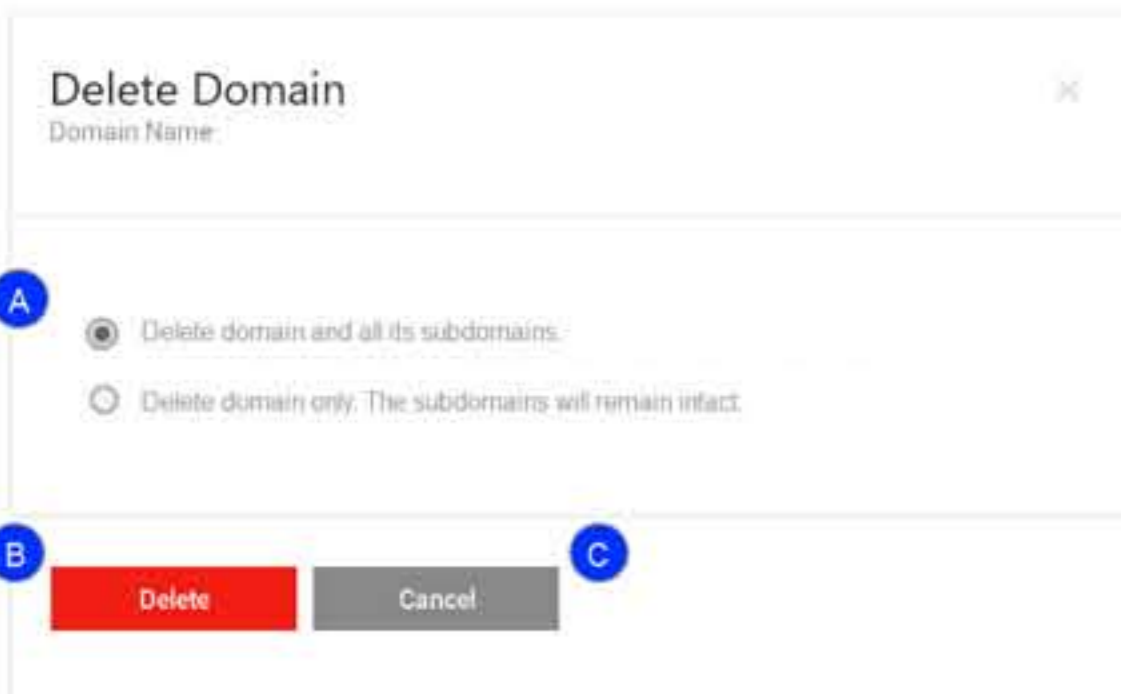 Delete Domain
Domain Name
A
Delete domain and all its subdomains.
Delete domain only. The subdomains will remain intact.
B
C
Delete
Cancel